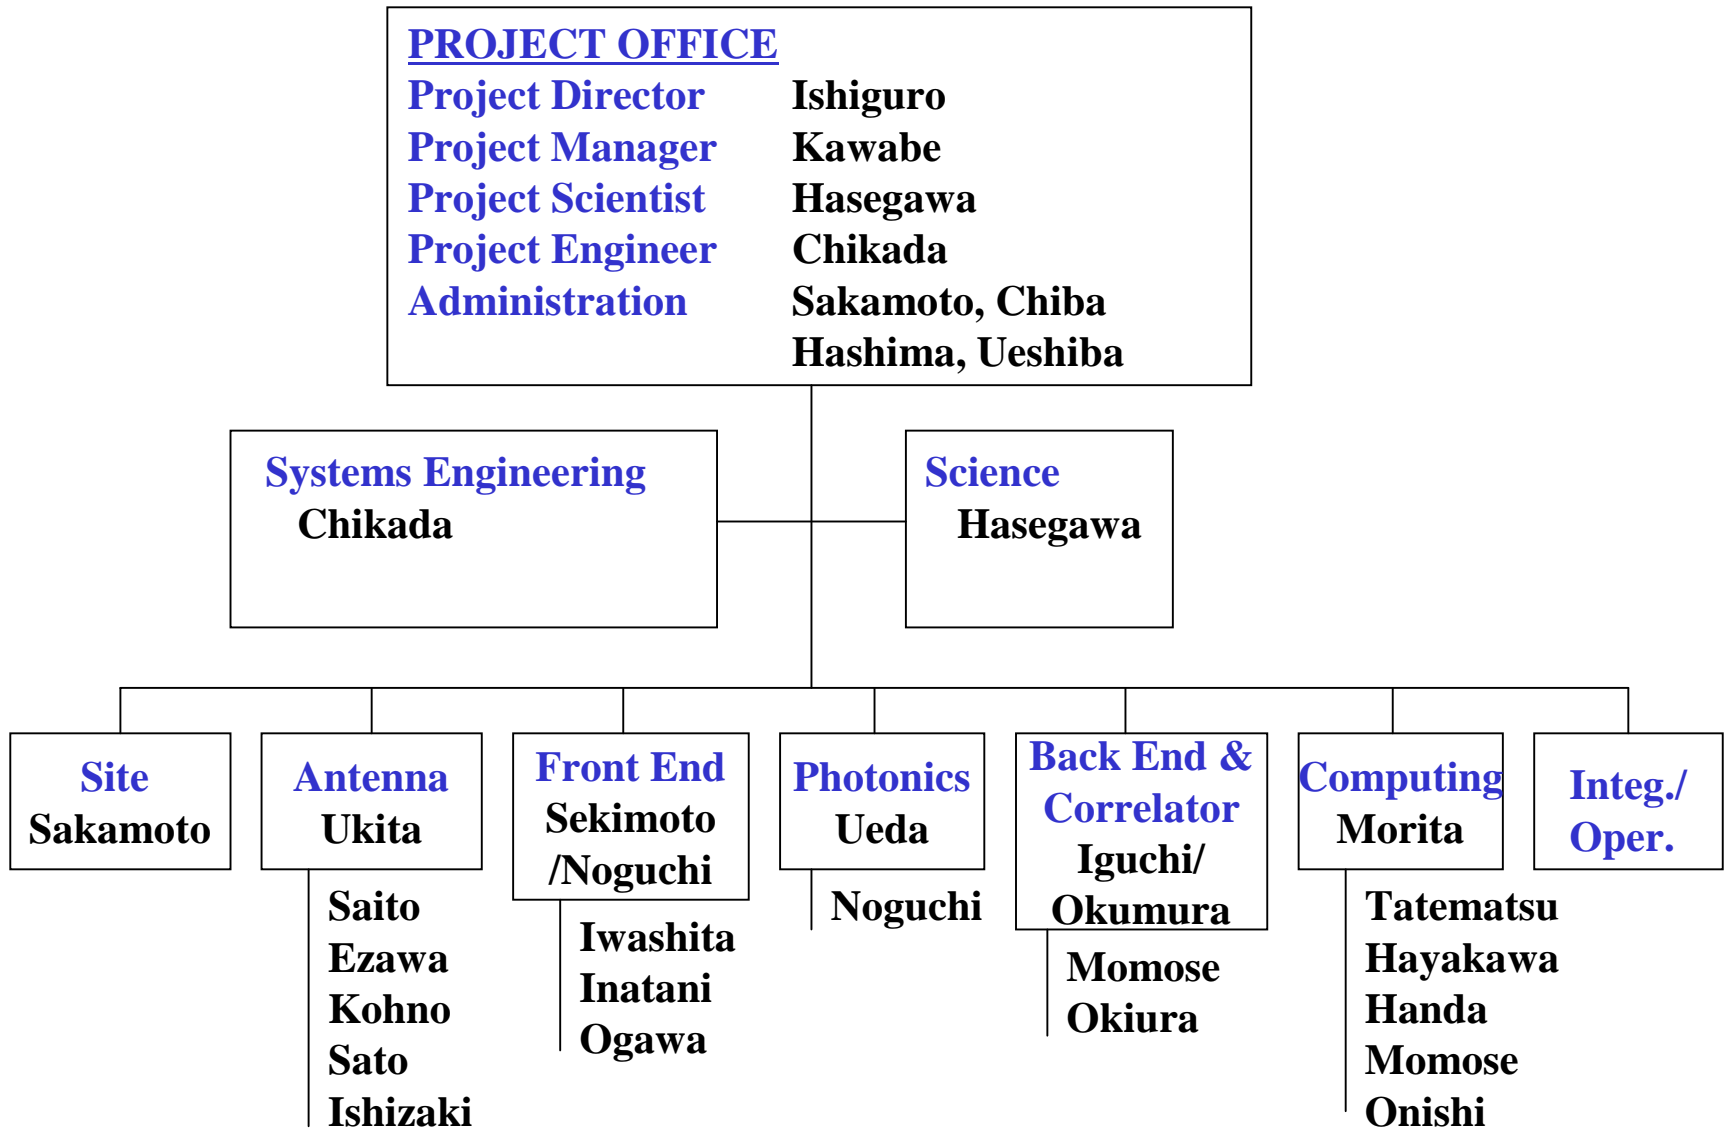 PROJECT OFFICE
Project Director Ishiguro
Project Manager Kawabe
Project Scientist Hasegawa
Project Engineer Chikada
Administration Sakamoto, Chiba
Hashima, Ueshiba
Systems Engineering
Chikada
Science
Hasegawa
Site
Sakamoto
Antenna
Ukita
Saito
Ezawa
Kohno
Sato
Ishizaki
Front End
Sekimoto
/Noguchi
Iwashita
Inatani
Ogawa
Photonics
Ueda
Noguchi
Back End &
Correlator
Iguchi/
Okumura
Momose
Okiura
Computing
Morita
Tatematsu
Hayakawa
Handa
Momose
Onishi
Integ./
Oper.